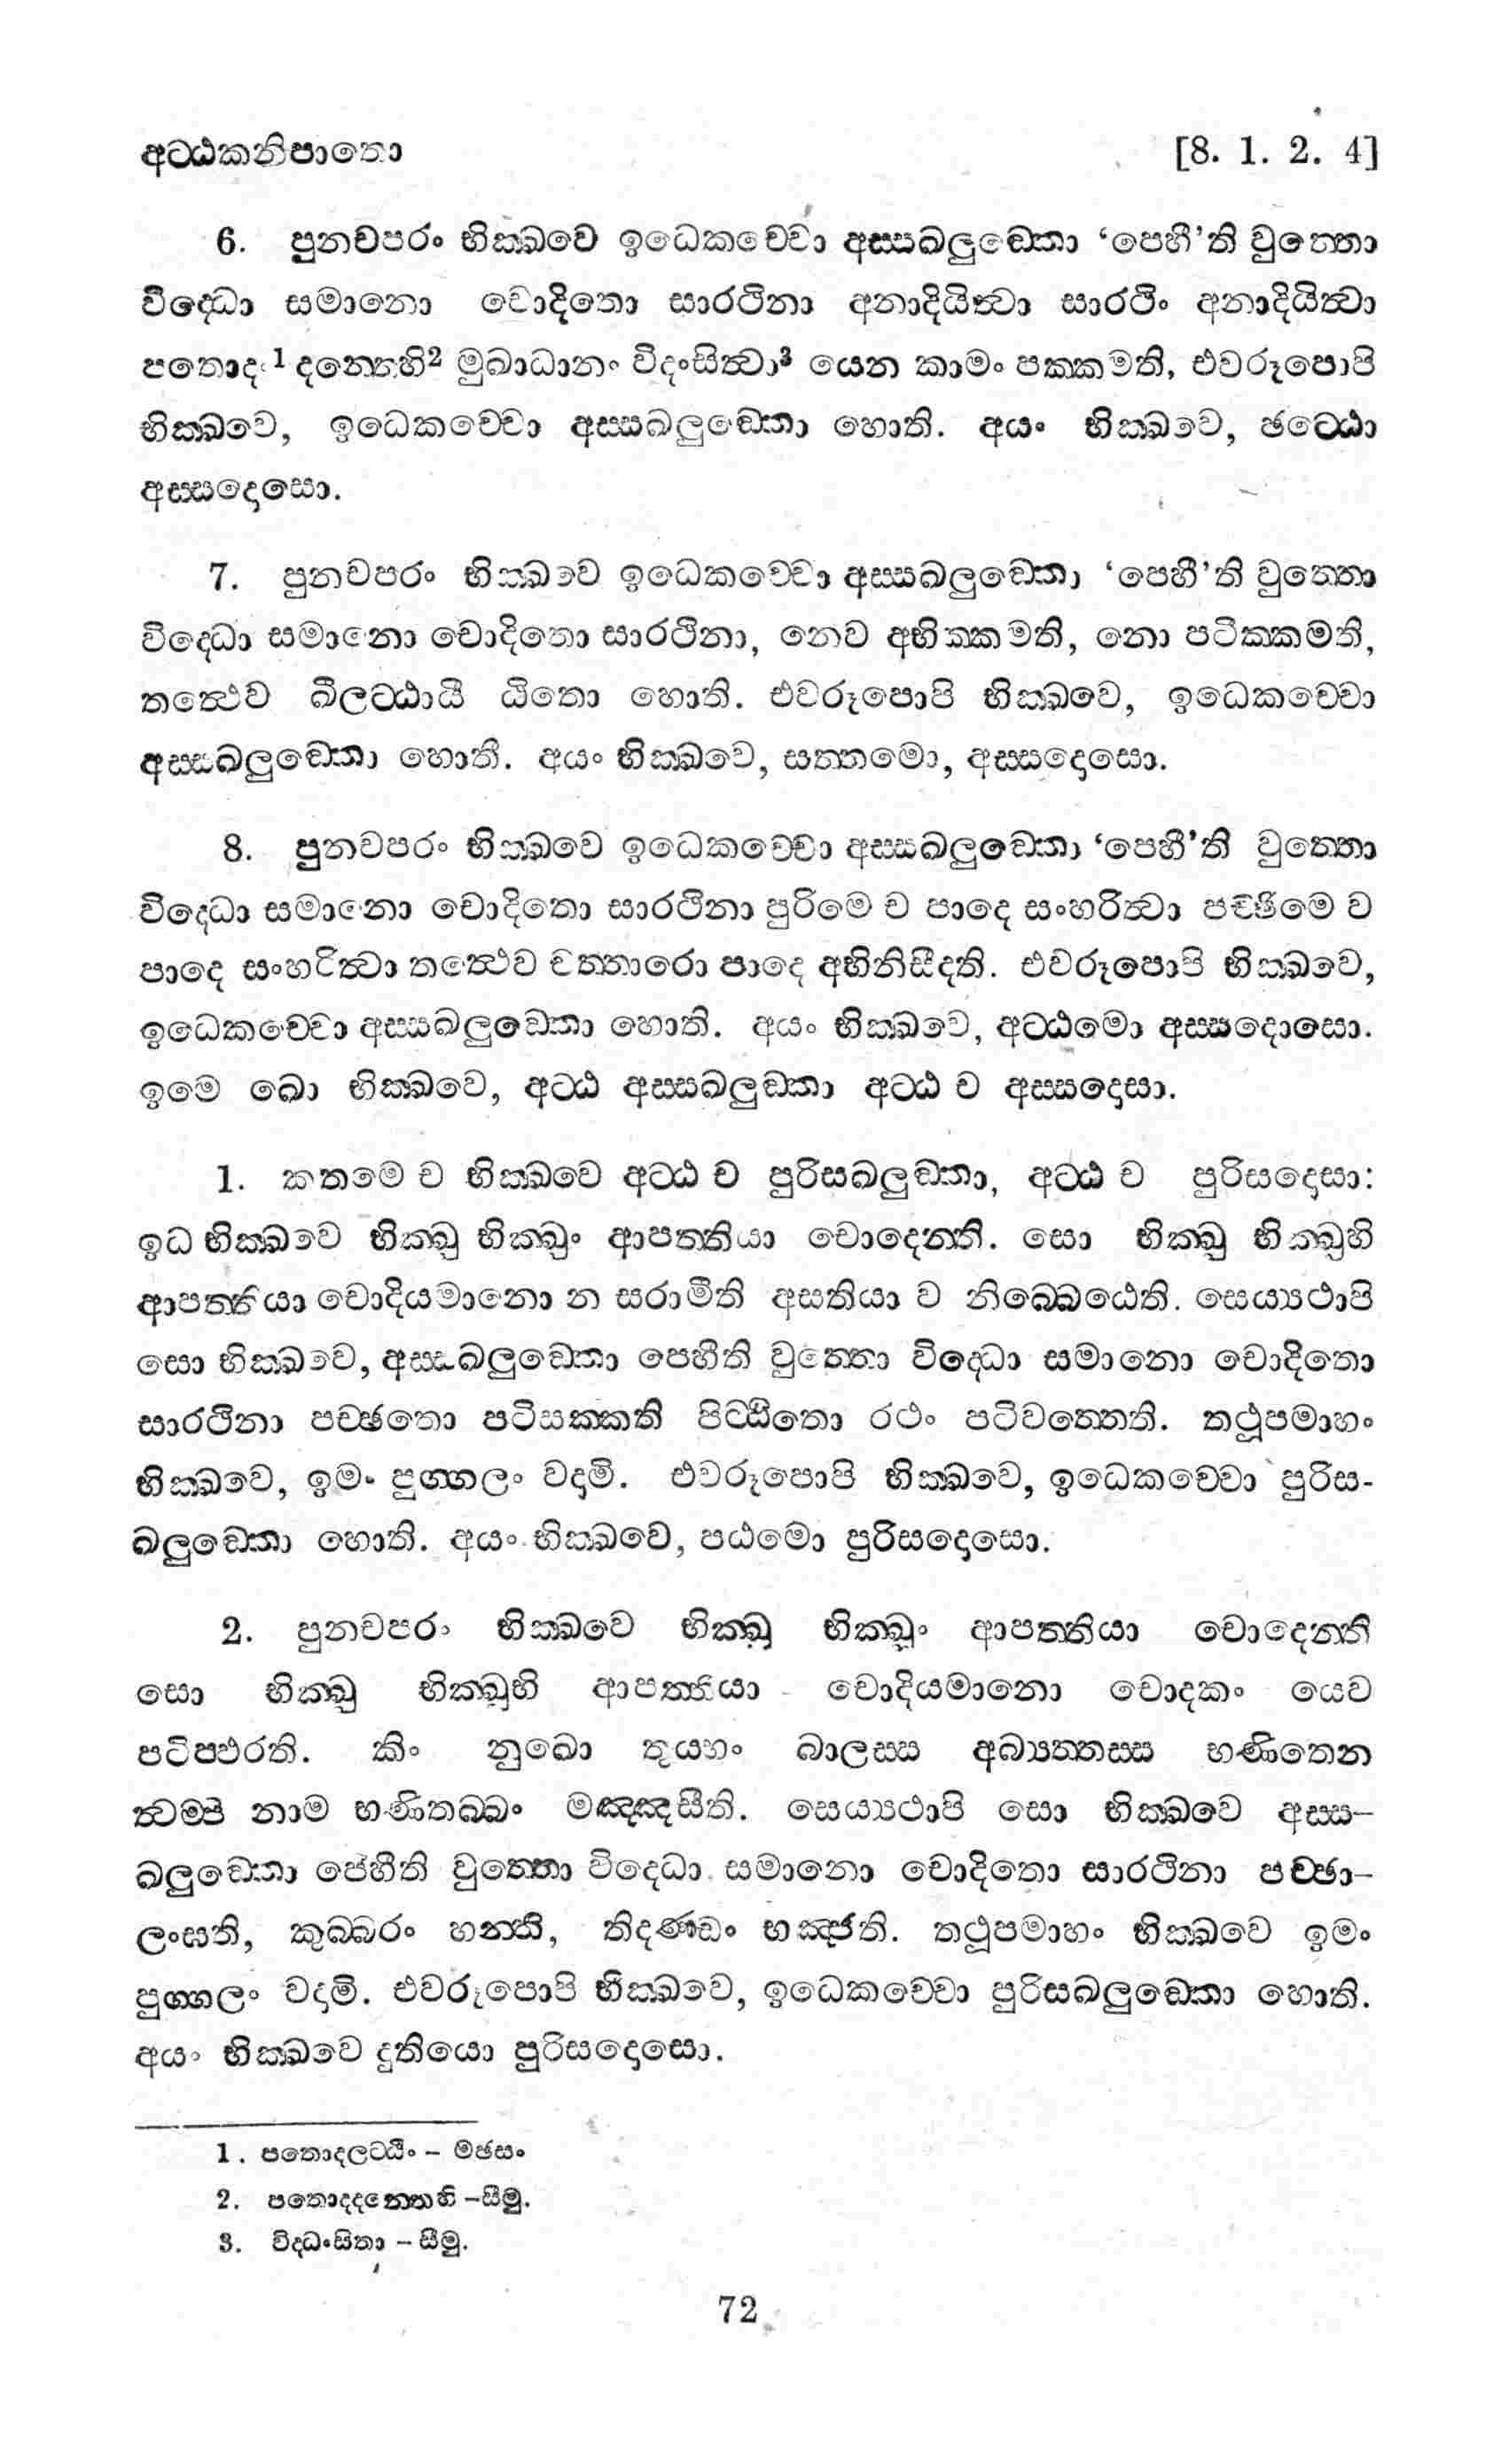 අට්ඨකනිපාතො [8. 1. 2. 4]
6. පුනචපරං භික්ඛවෙ ඉධෙකච්චො අස්සඛලුඞ්කො ‘පෙහී’ති වුත්තො
විද්ධො සමානො චොදිතො සාරථිනා අනාදියිත්වා සාරථිං අනාදියිත්වා
පතොදං¹ දන්තෙහි² මුඛාධානං විදංසිත්වා³ යෙන කාමං පක්කමති, එවරූපොපි
භික්ඛවෙ, ඉධෙකච්චො අස්සඛලුඞ්කො හොති. අයං භික්ඛවෙ, ඡට්ඨො
අස්සදොසො.
7. පුනචපරං භික්ඛවෙ ඉධෙකච්චො අස්සඛලුඞ්කො ‘පෙහී’ති වුත්තො
විද්ධො සමානො චොදිතො සාරථිනා, නෙව අභික්කමති, නො පටික්කමති,
තත්ථෙව ඛීලට්ඨායී ඨිතො හොති. එවරූපොපි භික්ඛවෙ, ඉධෙකච්චො
අස්සඛලුඞ්කො හොති. අයං භික්ඛවෙ, සත්තමො, අස්සදොසො.
8. පුනචපරං භික්ඛවෙ ඉධෙකච්චො අස්සඛලුඞ්කො ‘පෙහී’ති වුත්තො
විද්ධො සමානො චොදිතො සාරථිනා පුරිමෙ ච පාදෙ සංහරිත්වා පච්ඡිමෙ ච
පාදෙ සංහරිත්වා තත්ථෙව චත්තාරො පාදෙ අභිනිසීදති. එවරූපොපි භික්ඛවෙ,
ඉධෙකච්චො අස්සඛලුඞ්කො හොති. අයං භික්ඛවෙ, අට්ඨමො අස්සදොසො.
ඉමෙ ඛො භික්ඛවෙ, අට්ඨ අස්සඛලුඞ්කා අට්ඨ ච අස්සදොසා.
1. කතමෙ ච භික්ඛවෙ අට්ඨ ච පුරිසඛලුඞ්කා, අට්ඨ ච පුරිසදොසා:
ඉධ භික්ඛවෙ භික්ඛූ භික්ඛුං ආපත්තියා චොදෙන්ති. සො භික්ඛු භික්ඛූහි
ආපත්තියා චොදියමානො න සරාමීති අසතියා ව නිබ්බෙඨෙති. සෙය්‍යථාපි
සො භික්ඛවෙ, අස්සඛලුඞ්කො පෙහීති වුත්තො විද්ධො සමානො චොදිතො
සාරථිනා පච්ඡතො පටිසක්කති පිට්ඨිතො රථං පටිවත්තෙති. තථූපමාහං
භික්ඛවෙ, ඉමං පුග්ගලං වදාමි. එවරූපොපි භික්ඛවෙ, ඉධෙකච්චො පුරිස-
ඛලුඞ්කො හොති. අයං භික්ඛවෙ, පඨමො පුරිසදොසො.
2. පුනචපරං භික්ඛවෙ භික්ඛූ භික්ඛුං ආපත්තියා චොදෙන්ති
සො භික්ඛු භික්ඛූභි ආපත්තියා චොදියමානො චොදකං යෙව
පටිප්ඵරති. කිං නුඛො තුය්හං බාලස්ස අබ්‍යත්තස්ස භණිතෙන
ත්වම්පි නාම භණිතබ්බං මඤ්ඤසීති. සෙය්‍යථාපි සො භික්ඛවෙ අස්ස–
ඛලුඞ්කො පේහීති වුත්තො විද්ධො සමානො චොදිතො සාරථිනා පච්ඡා–
ලංඝති, කුබ්බරං හන්ති, තිදණ්ඩං භඤ්ජති. තථූපමාහං භික්ඛවෙ ඉමං
පුග්ගලං වදාමි. එවරූපොපි භික්ඛවෙ, ඉධෙකච්චො පුරිසඛලුඞ්කො හොති.
අයං භික්ඛවෙ දුතියො පුරිසදොසො.
1. පතොදලට්ඨිං – මඡසං
2. පතොදදන්තෙහි –සීමු.
3. විද්ධංසිත්‍වා – සීමු.
72